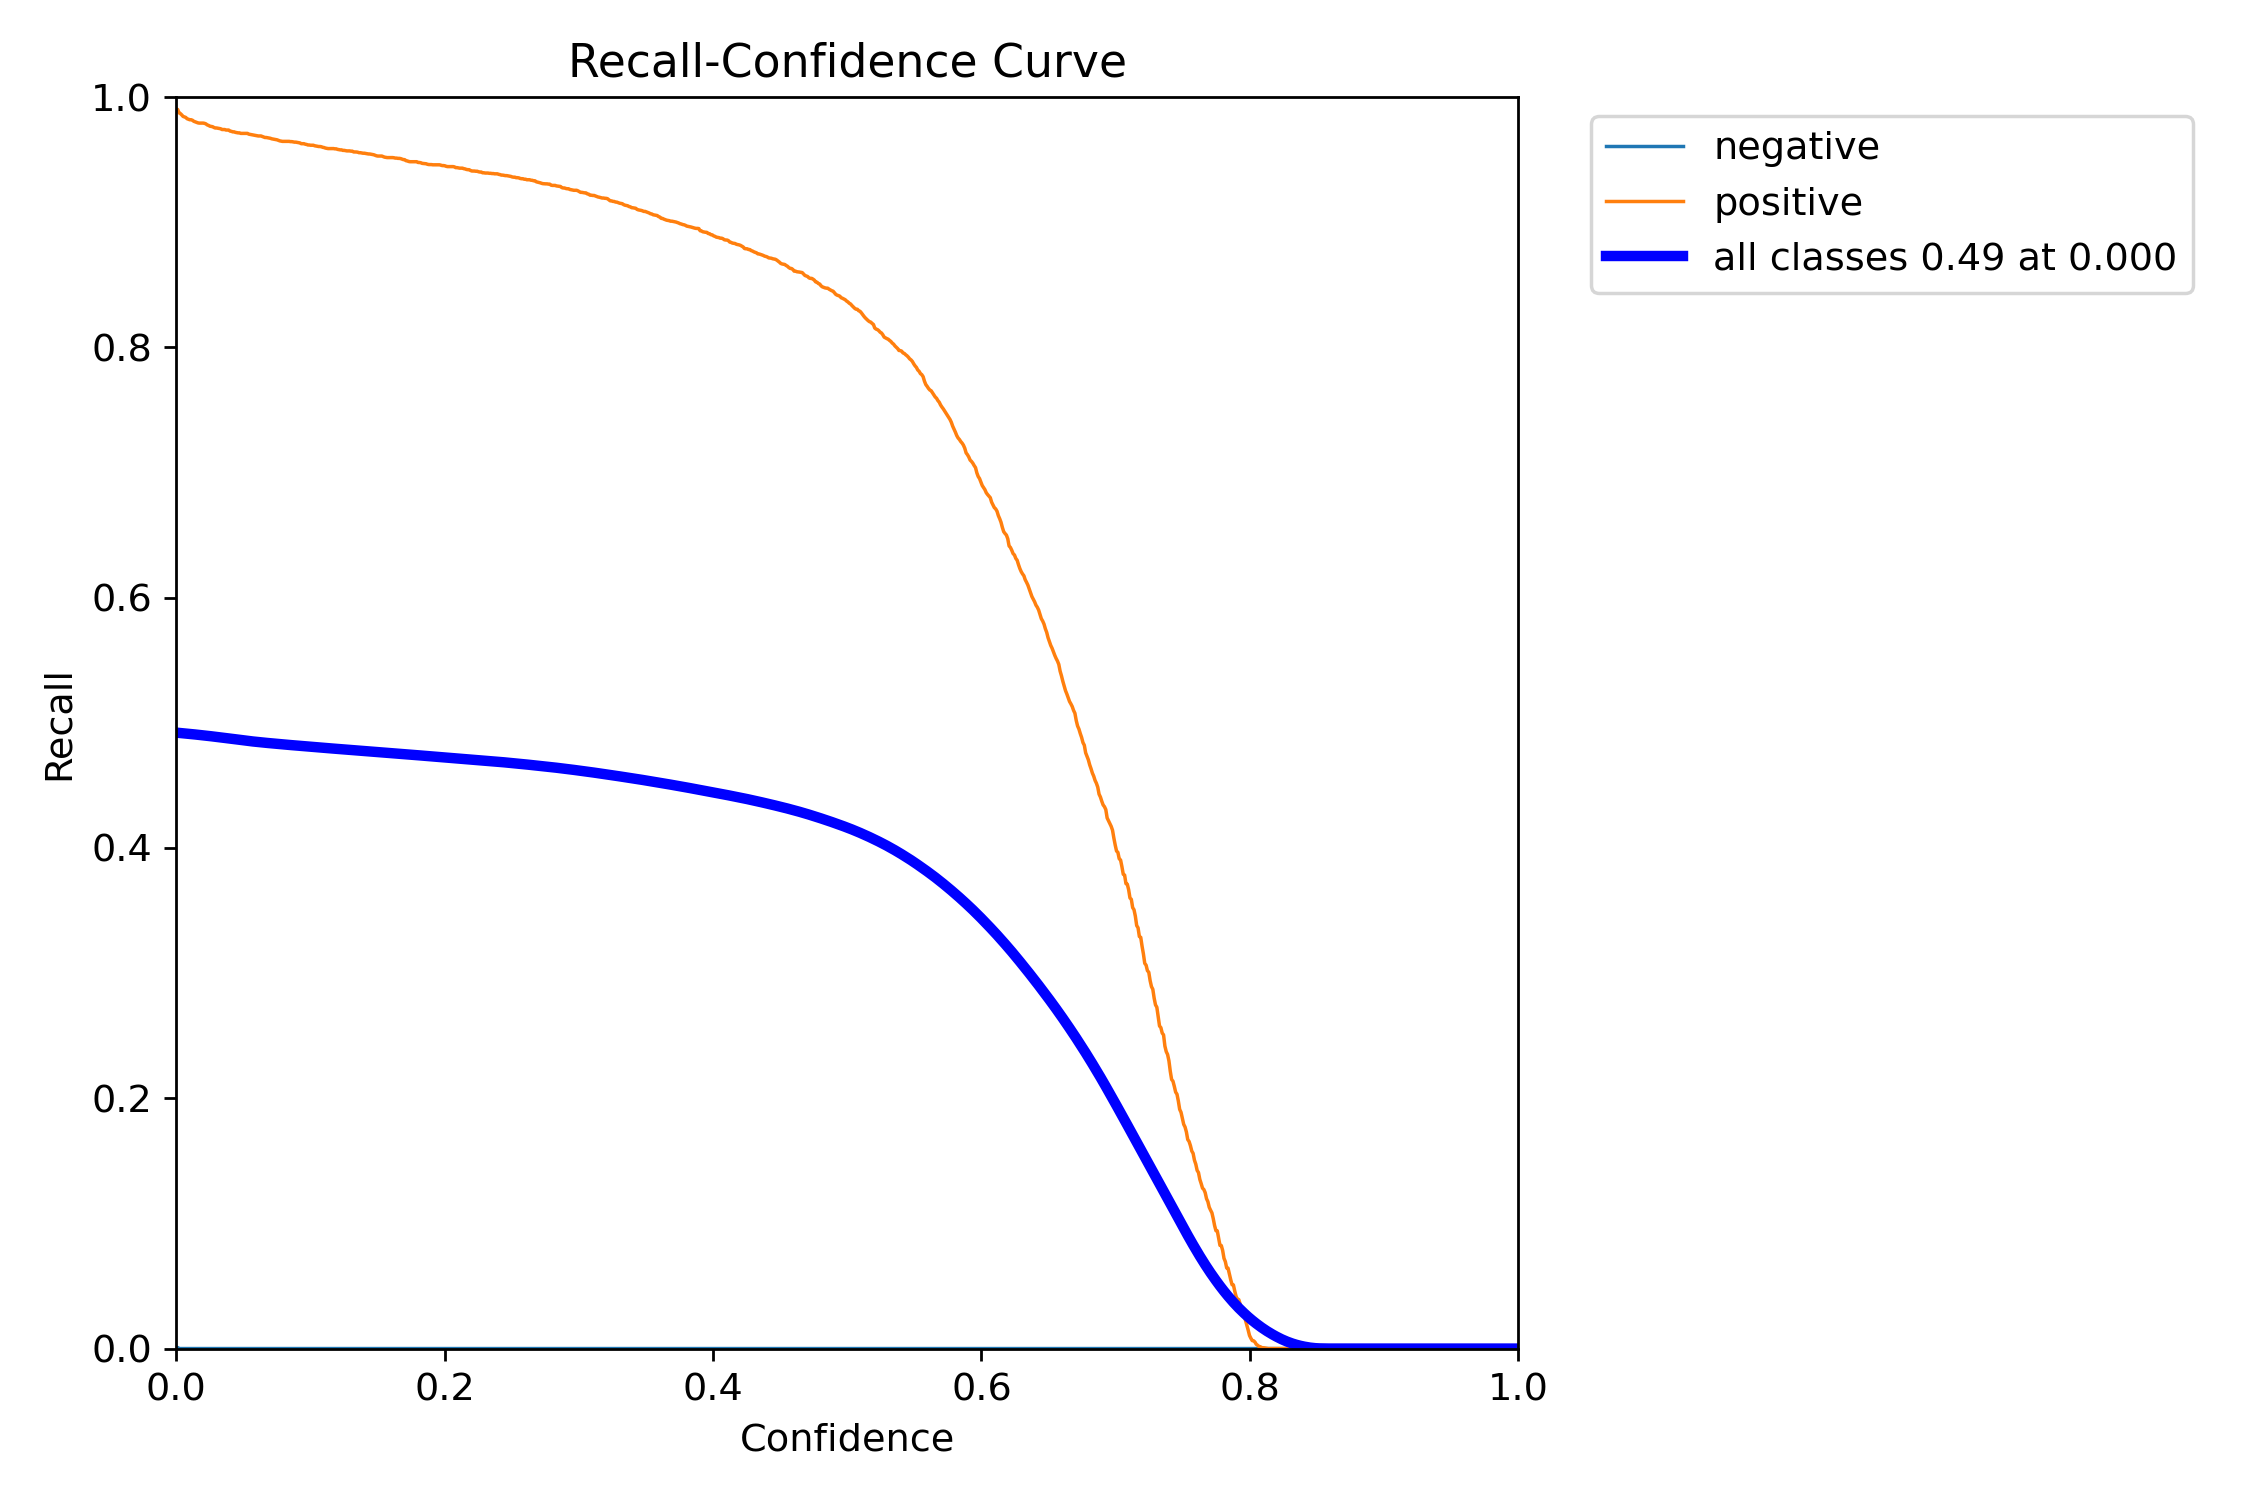 Recall-Confidence Curve
negative
positive
all classes 0.49 at 0.000
Recall
1.0
0.8
0.6
0.4
0.2
0.0
0.0 0.2 0.4 0.6 0.8 1.0
Confidence